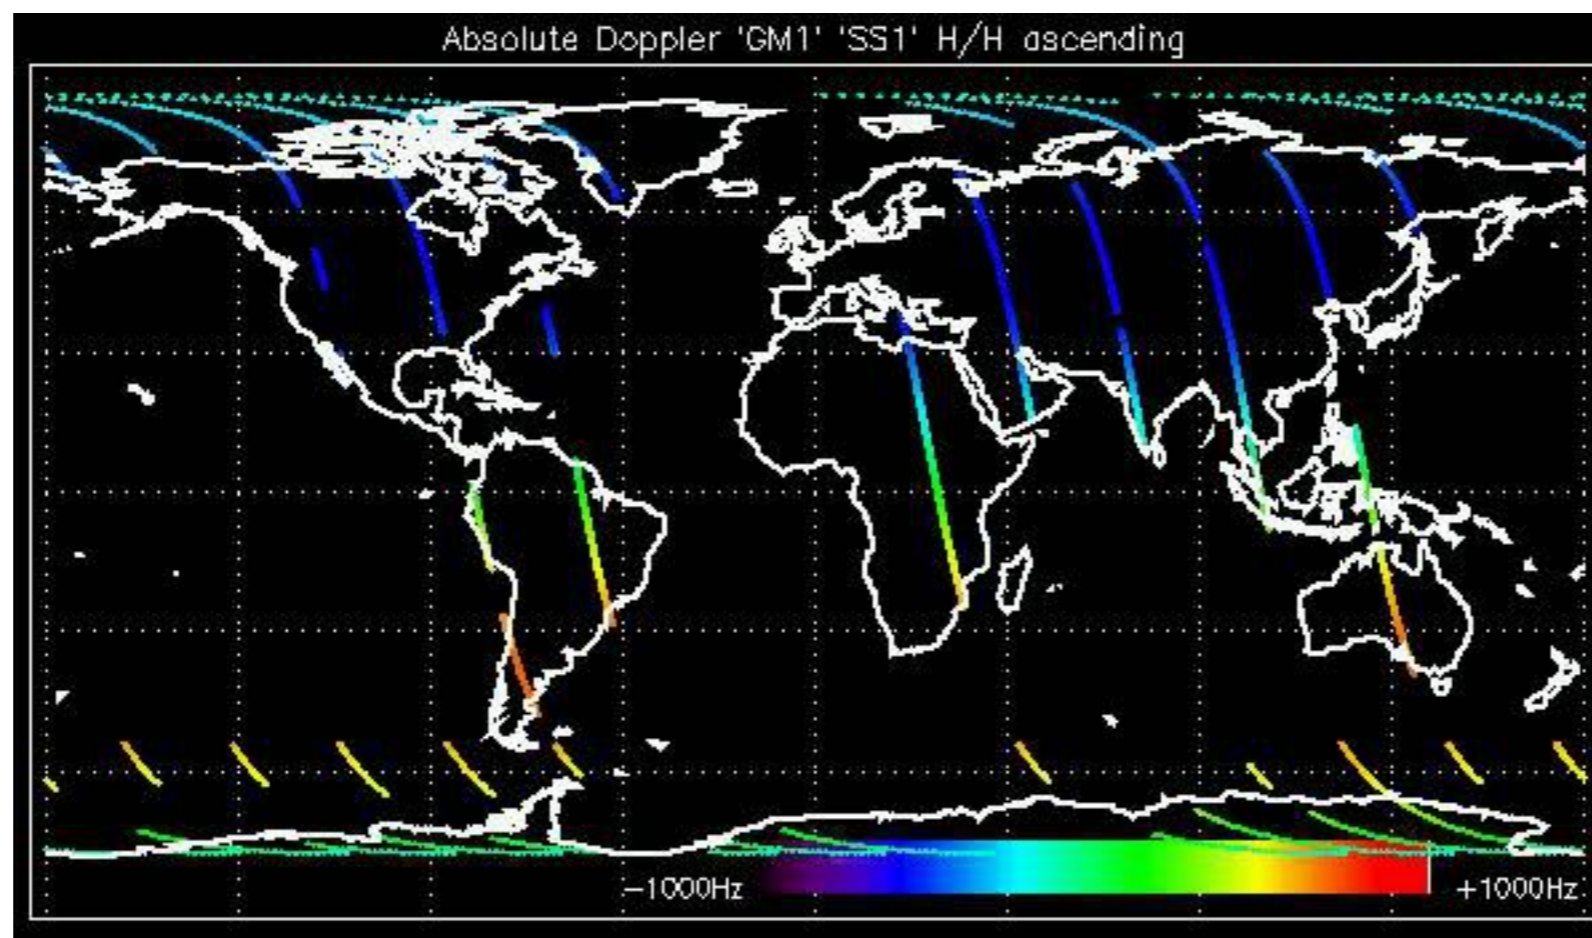 Absolute Doppler 'GM1' 'SS1' H/H ascending
−1000Hz
+1000Hz